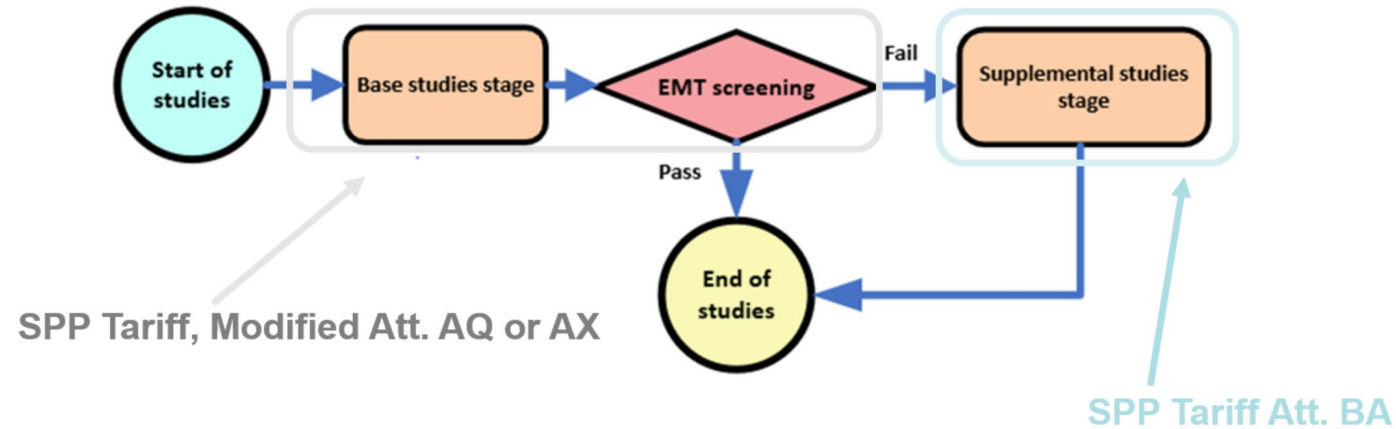 Start of
studies
Base studies stage
EMT screening
Fail
Supplemental studies
stage
Pass
End of
studies
SPP Tariff, Modified Att. AQ or AX
SPP Tariff Att. BA